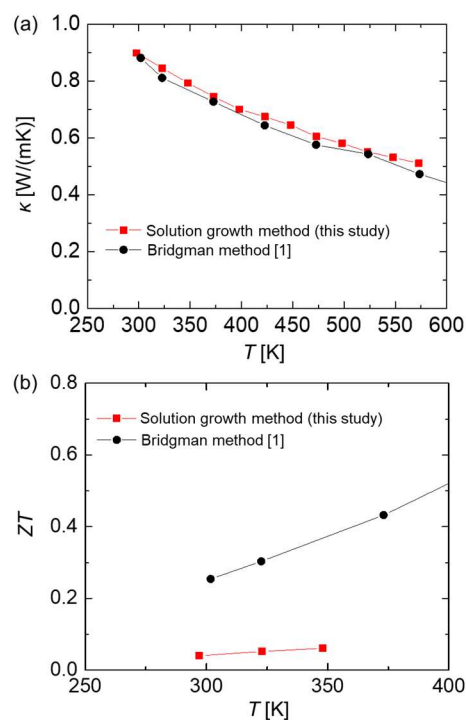 (a)
1.0
0.8
0.6
0.4
0.2
0.0
κ [W/(mK)]
Solution growth method (this study)
Bridgman method [1]
250 300 350 400 450 500 550 600
T [K]
(b)
0.8
0.6
0.4
0.2
0.0
ZT
Solution growth method (this study)
Bridgman method [1]
250 300 350 400
T [K]